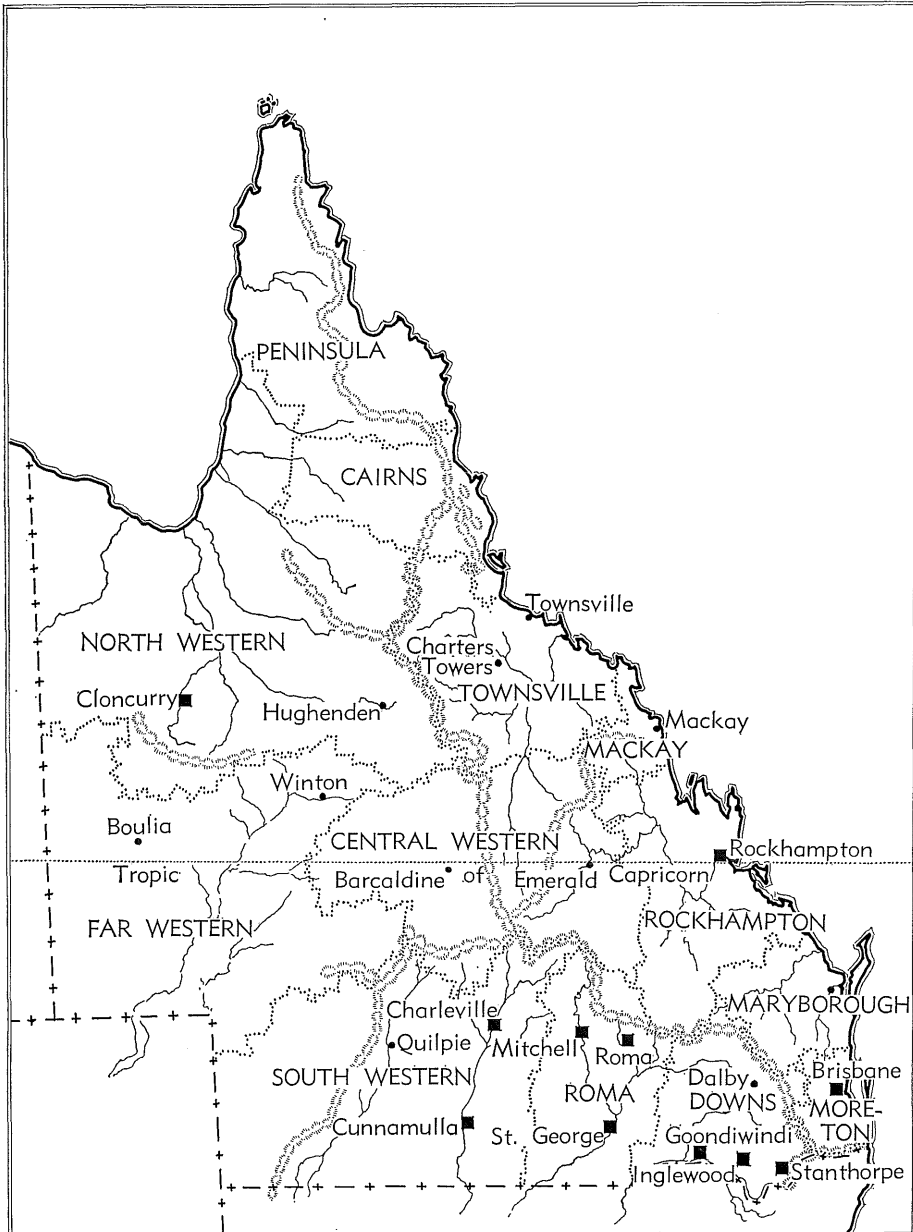 PENINSULA
CAIRNS
Townsville
NORTH WESTERN
Charters
Towers
TOWNSVILLE
Cloncurry
Hughenden
Mackay
MACKAY
Winton
Boulia
CENTRAL WESTERN
Rockhampton
Tropic
Barcaldine
of
Emerald
Capricorn
FAR WESTERN
ROCKHAMPTON
MARYBOROUGH
Charleville
Quilpie
Mitchell
Roma
SOUTH WESTERN
ROMA
Dalby
DOWNS
Brisbane
MORE-
TON
Cunnamulla
St. George
Goondiwindi
Inglewood
Stanthorpe